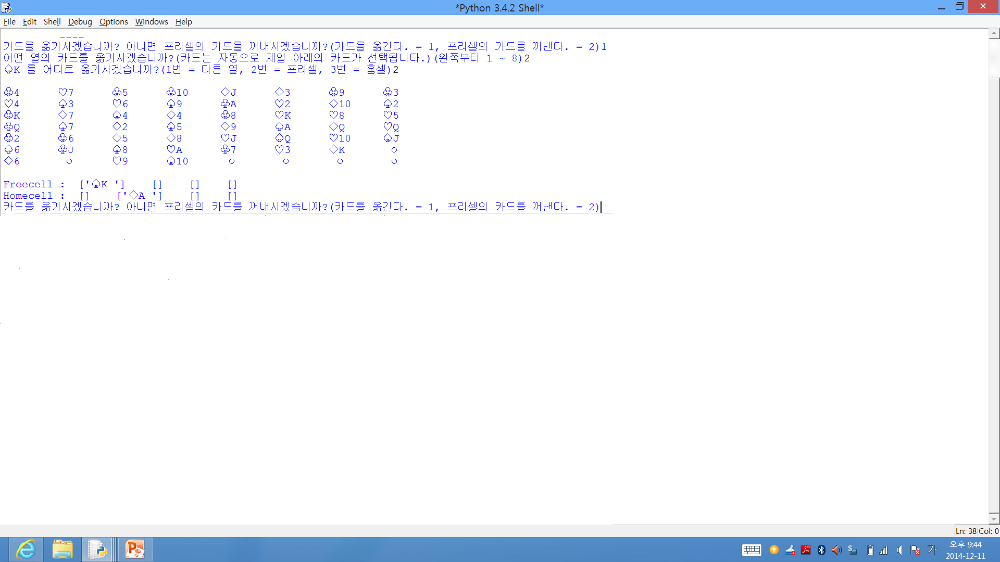 *Python 3.4.2 Shell*
File Edit Shell Debug Options Windows Help
----
카드를 옮기시겠습니까? 아니면 프리셀의 카드를 꺼내시겠습니까?(카드를 옮긴다. = 1, 프리셀의 카드를 꺼낸다. = 2)1
어떤 열의 카드를 옮기시겠습니까?(카드는 자동으로 제일 아래의 카드가 선택됩니다.)(왼쪽부터 1 ~ 8)2
♤K 를 어디로 옮기시겠습니까?(1번 = 다른 열, 2번 = 프리셀, 3번 = 홈셀)2
♧4 ♡7 ♧5 ♧10 ◇J ◇3 ♧9 ♧3
♡4 ♤3 ♡6 ♤9 ♧A ♡2 ◇10 ♤2
♧K ◇7 ♤4 ◇4 ♧8 ♡K ♡8 ♡5
♧Q ♤7 ◇2 ♤5 ◇9 ♤A ◇Q ♡Q
♧2 ♧6 ◇5 ◇8 ♡J ♤Q ♡10 ♤J
♤6 ♧J ♤8 ♡A ♧7 ♡3 ◇K ○
◇6 ○ ♡9 ♤10 ○ ○ ○ ○
Freecell : ['♤K '] [] [] []
Homecell : [] ['◇A '] [] []
카드를 옮기시겠습니까? 아니면 프리셀의 카드를 꺼내시겠습니까?(카드를 옮긴다. = 1, 프리셀의 카드를 꺼낸다. = 2)
Ln: 38 Col: 0
가
오후 9:44
2014-12-11